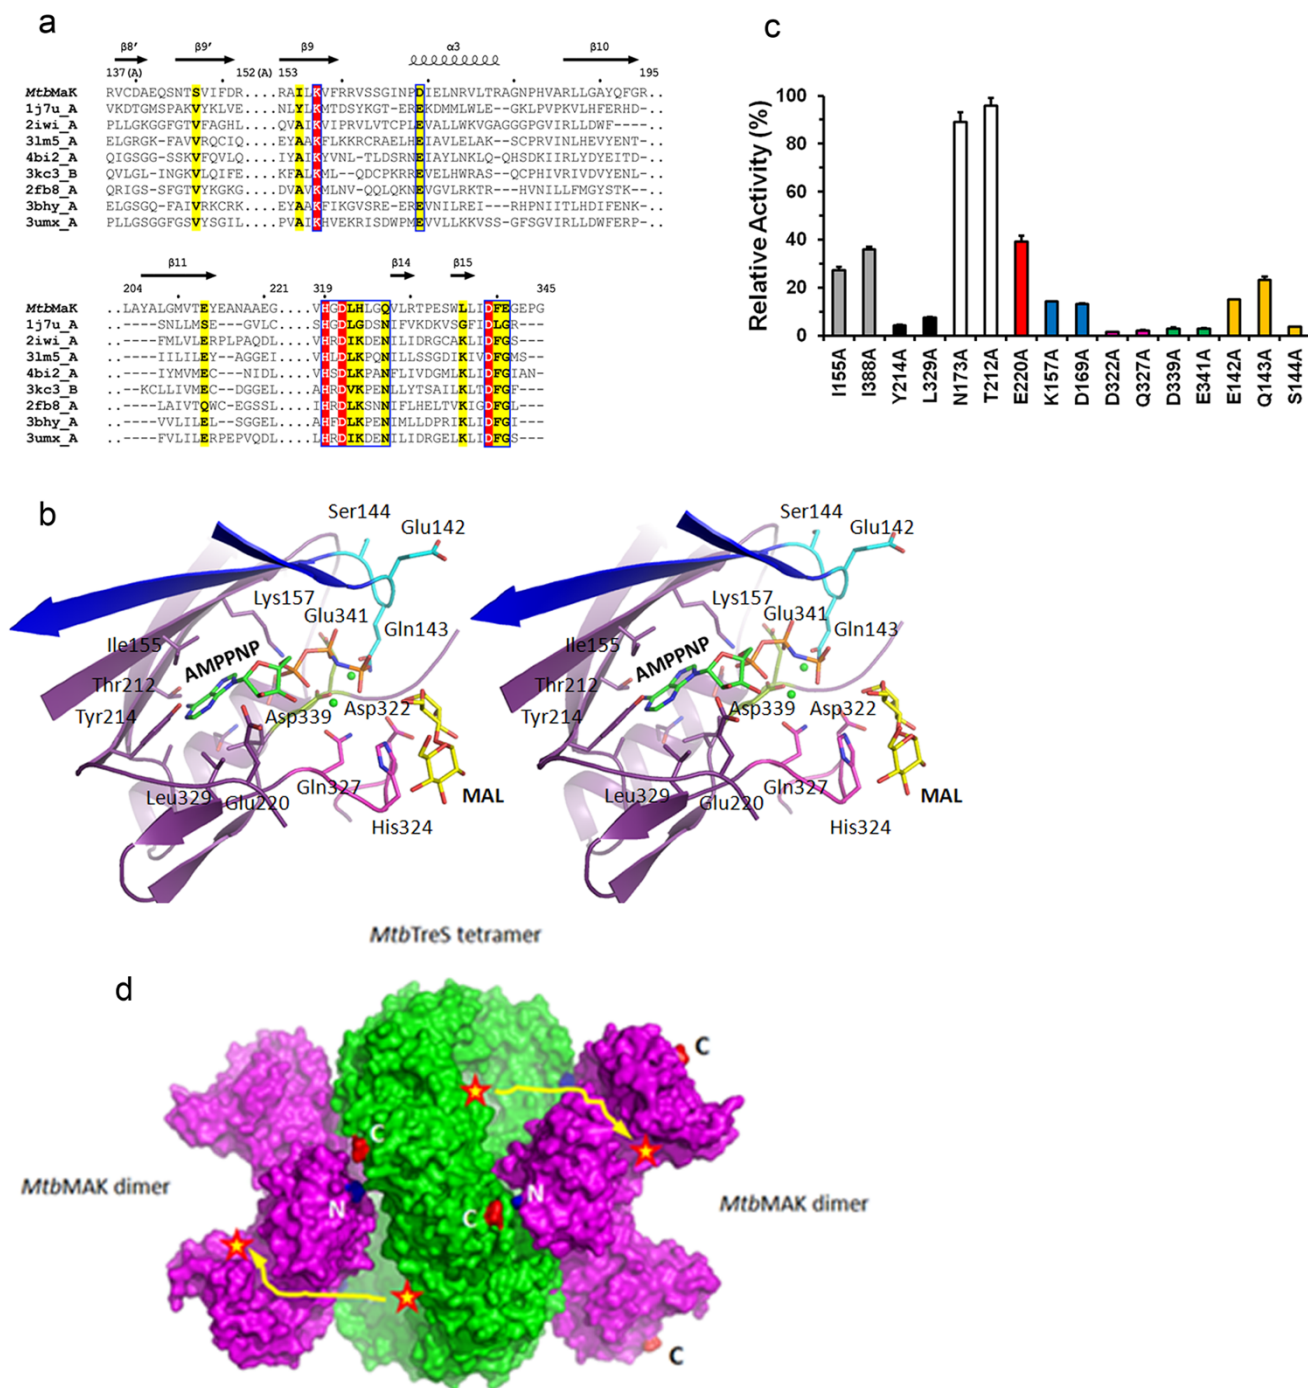 a
β8' β9' β9 α3 β10
137(A) 152(A) 153 195
MtbMaK RVCDAEQSNTSVIFDR....RAILKVFRRVSSGINPDIELNRVLTRAGNPHVARLLGAYQFGR..
1j7u_A VKDTGMSPAKVYKLVE....NLYLKMTDSYKGT-EREKDMMLWLE--GKLPVPKVLHFERHD..
2iwi_A PLLGKGGFGTVFAGHL....QVAIKVIPRVLVTCPLEVALLWKVGAGGGPGVIRLLDWF---..
3lm5_A ELGRGK-FAVVRQCIQ....EYAAKFLKKRCRAELHEIAVLELAK---SCPRVINLHEVYENT..
4bi2_A QIGSGG-SSKVFQVLQ....IYAIKYVNL-TLDSRNEIAYLNKLQ-QHSDKIIRLYDYEITD..
3kc3_B QVLGL-INGKVLQIFE....KFALKML--QDCPKRREVELHWRAS--QCPHIVRIVDVYENL..
2fb8_A QRIGS-SFGTVYKGKG....DVAVKMLNV-QQLQKNEVGVLRKTR---HVNILLFMGYSTK-..
3bhy_A ELGSGQ-FAIVRKCRK....EYAAKFIKGVSRE-EREVNILREI---RHPNIITLHDIFENK-..
3umx_A PLLGSGGFGSVYSGIL....PVAIKHVEKRISDWPMEVVLLKKVSS-GFSGVIRLLDWFERP..
β11 β14 β15
204 221 319 345
MtbMaK ..LAYALGMVTEYEANAAEG....VHGDLHLGQVLRTPESWLLIDFEGEPG
1j7u_A ..----SNLLMSE----GVLC....SHGDLGDSNIFVKDKVSGFIDLGR---
2iwi_A ..----FMLVLERPLPAQDL....VHRDIKDENILIDRGCAKLIDFGS----
3lm5_A ..----IILILEY--AAGGEI....VHLDLKPQNILLSSGDIKIVDFGMS--
4bi2_A ..----IYMVMEC--NIDL....VHSDLKPANFLIVDGMLKLIDFGIAN
3kc3_B ..-KCLLIVMEC--DGGELA....AHRDVKPENLLYTSAILKLTDFGF---
2fb8_A ..----LAIVTQWC-EGSSLI....IHRDLKSNNIFLHELTVKIGDFGL---
3bhy_A ..----VVLILEL-SGGEL....AHFDLKPENIMLLDPRIKLIDFGI----
3umx_A ..----FVLILERPEPVQDL....LHRDIKDENILIDRGELKLIDFGS----
c
Relative Activity (%)
100
80
60
40
20
0
I155A I388A Y214A L329A N173A T212A E220A K157A D169A D322A Q327A D339A E341A E142A Q143A S144A
b
Ser144 Glu142 Lys157 Glu341 Gln143 Ile155 AMPPNP Thr212 Tyr214 Asp339 Asp322 Leu329 Glu220 Gln327 MAL His324
Ser144 Glu142 Lys157 Glu341 Gln143 Ile155 AMPPNP Thr212 Tyr214 Asp339 Asp322 Leu329 Glu220 Gln327 MAL His324
MtbTreS tetramer
d
C
C
MtbMAK dimer
N
C
N
MtbMAK dimer
C